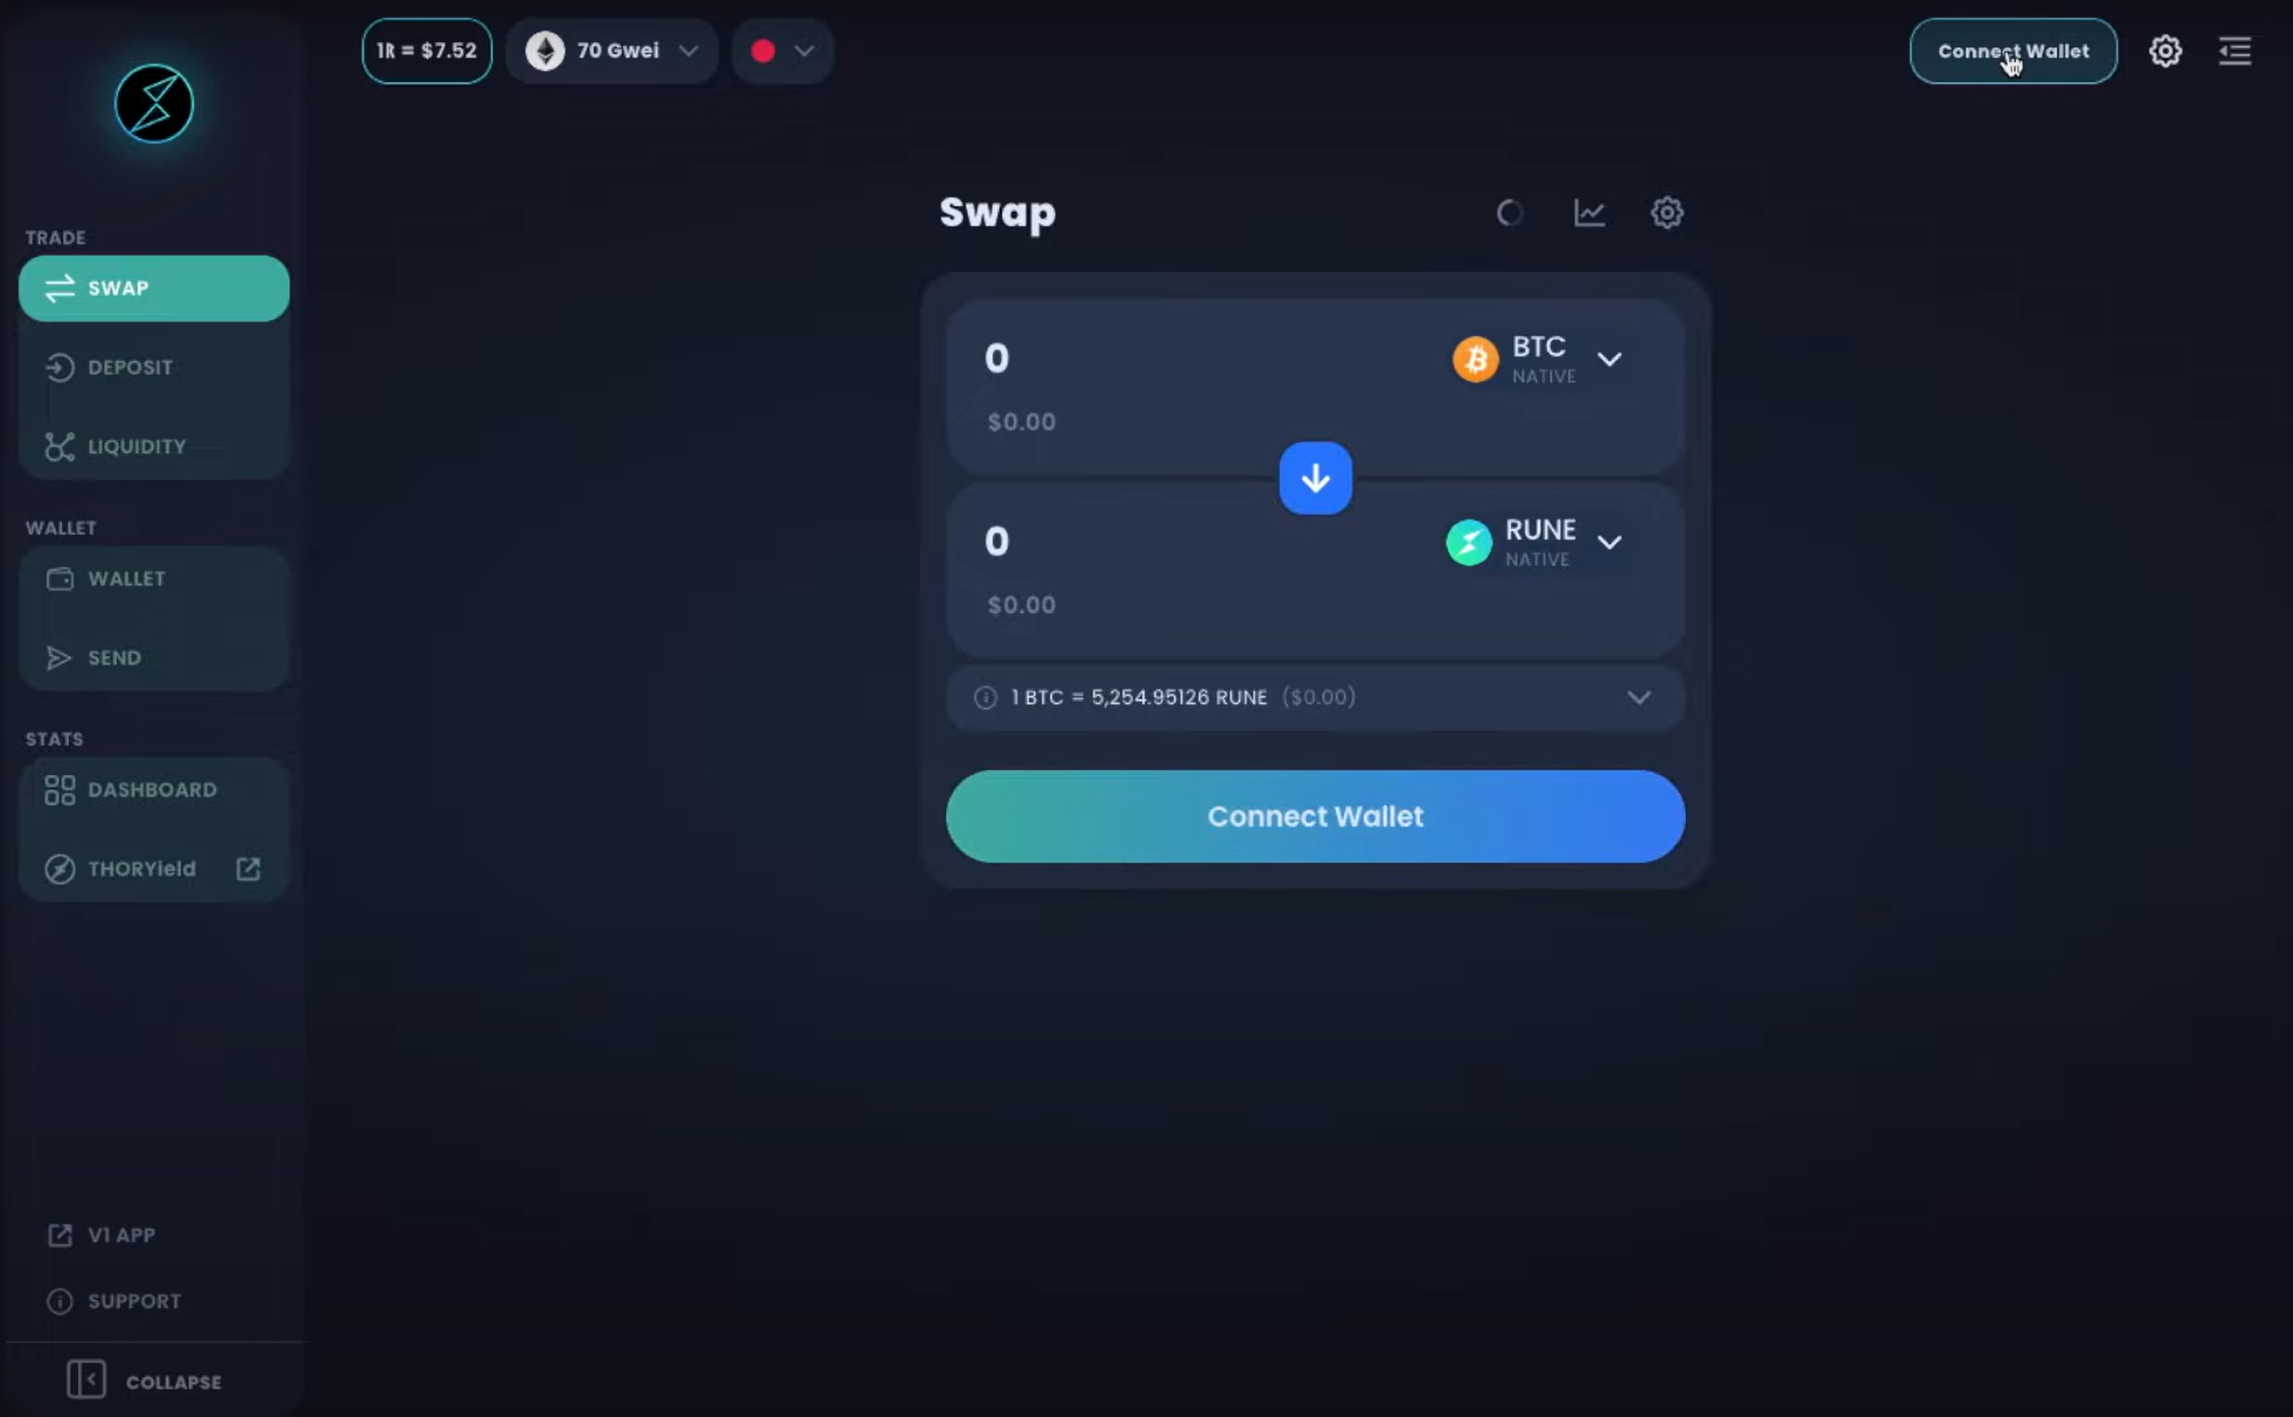 1R = $7.52
70 Gwei
Connect Wallet
TRADE
SWAP
DEPOSIT
LIQUIDITY
WALLET
WALLET
SEND
STATS
DASHBOARD
THORYield
V1 APP
SUPPORT
COLLAPSE
Swap
0
BTC
NATIVE
$0.00
0
RUNE
NATIVE
$0.00
1 BTC = 5,254.95126 RUNE ($0.00)
Connect Wallet